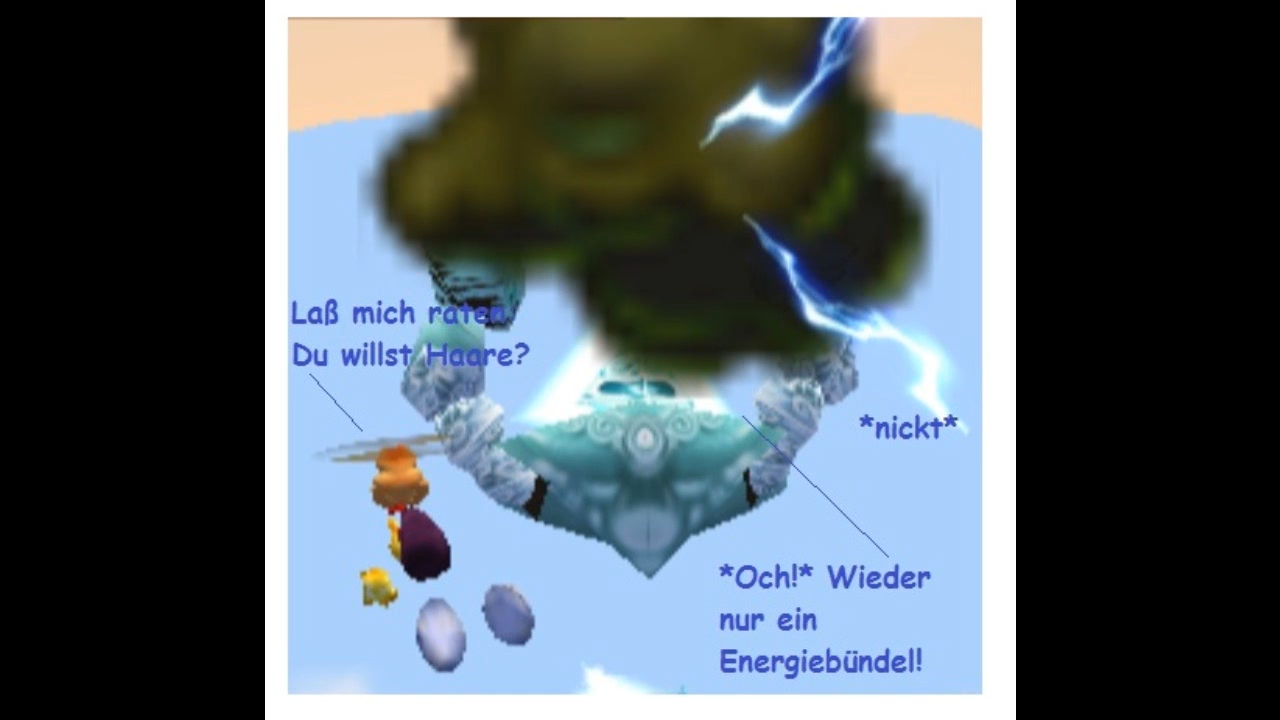 Laß mich raten
Du willst Haare?
*nickt*
*Och!* Wieder
nur ein
Energiebündel!